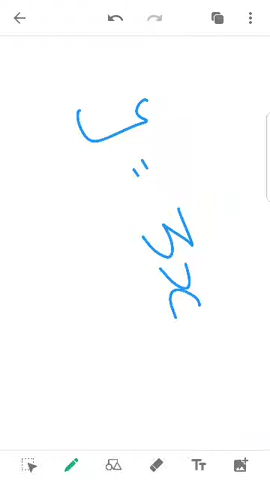 y = 3x